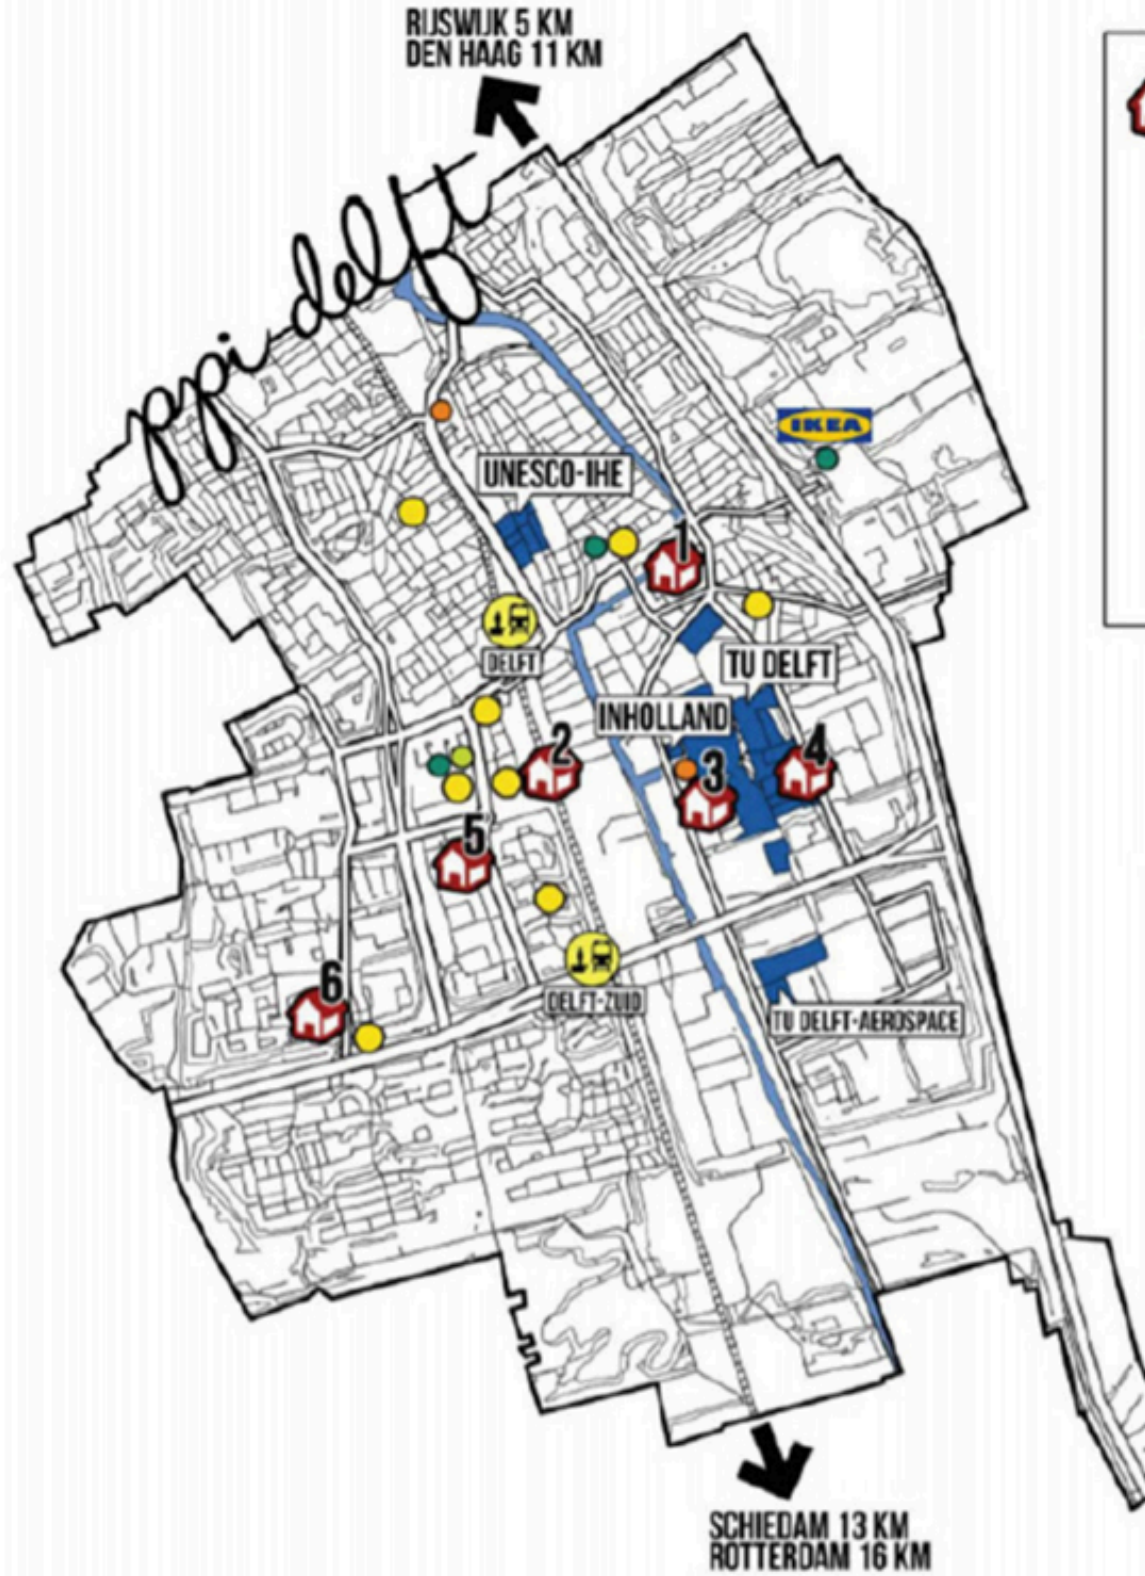 RIJSWIJK 5 KM
DEN HAAG 11 KM
ppi delft
IKEA
UNESCO-IHE
1
DELFT
TU DELFT
INHOLLAND
2
3
4
5
6
DELFT-ZUID
TU DELFT-AEROSPACE
SCHIEDAM 13 KM
ROTTERDAM 16 KM